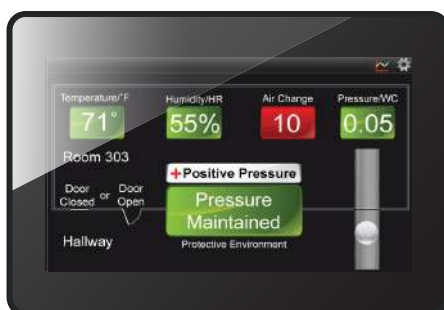 Temperature/°F Humidity/HR Air Change Pressure/WC
71° 55% 10 0.05
Room 303
+Positive Pressure
Door Closed or Door Open
Pressure Maintained
Hallway
Protective Environment